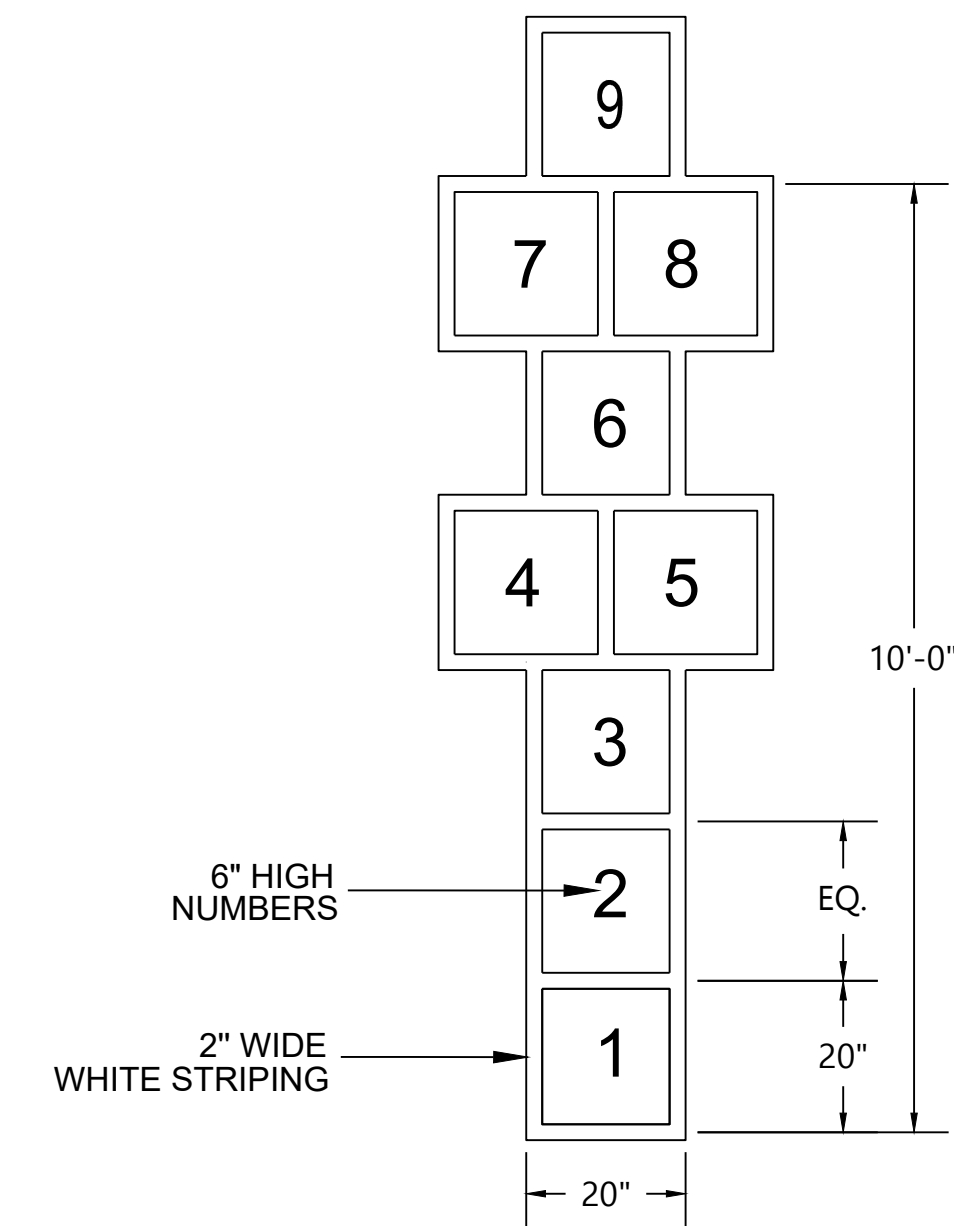 9
7 8
6
4 5
10'-0"
3
6" HIGH
NUMBERS
2
EQ.
2" WIDE
WHITE STRIPING
1
20"
20"